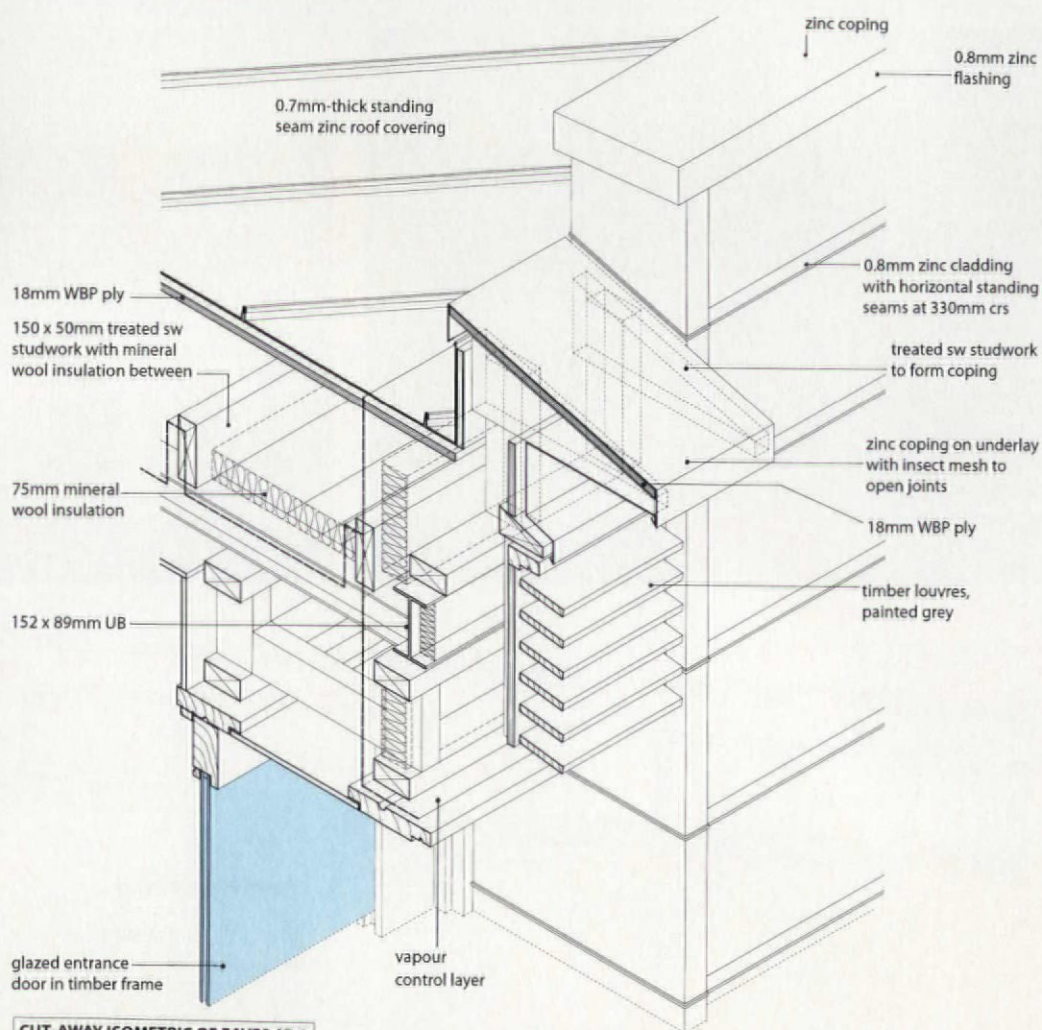 zinc coping
0.8mm zinc
flashing
0.7mm-thick standing
seam zinc roof covering
18mm WBP ply
150 x 50mm treated sw
studwork with mineral
wool insulation between
0.8mm zinc cladding
with horizontal standing
seams at 330mm crs
treated sw studwork
to form coping
75mm mineral
wool insulation
zinc coping on underlay
with insect mesh to
open joints
18mm WBP ply
152 x 89mm UB
timber louvres,
painted grey
glazed entrance
door in timber frame
vapour
control layer
CUT-AWAY ISOMETRIC OF EAVES